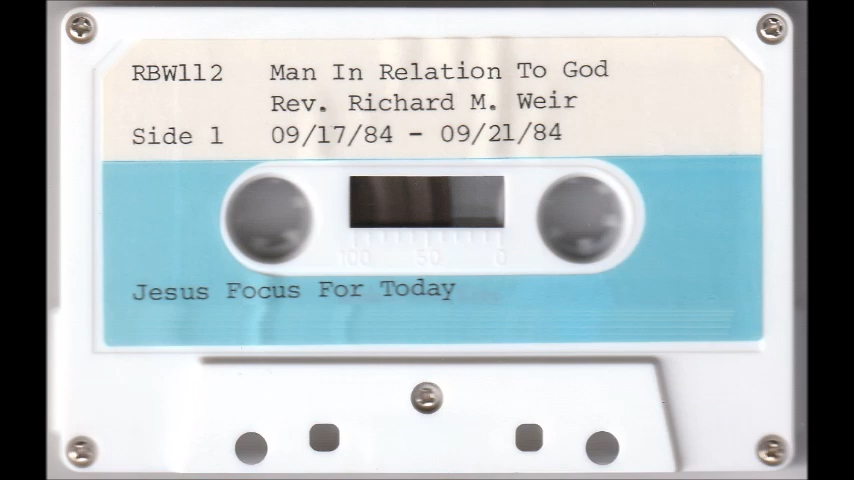 RBW112 Man In Relation To God
Rev. Richard M. Weir
Side 1 09/17/84 - 09/21/84
100 50 0
Jesus Focus For Today